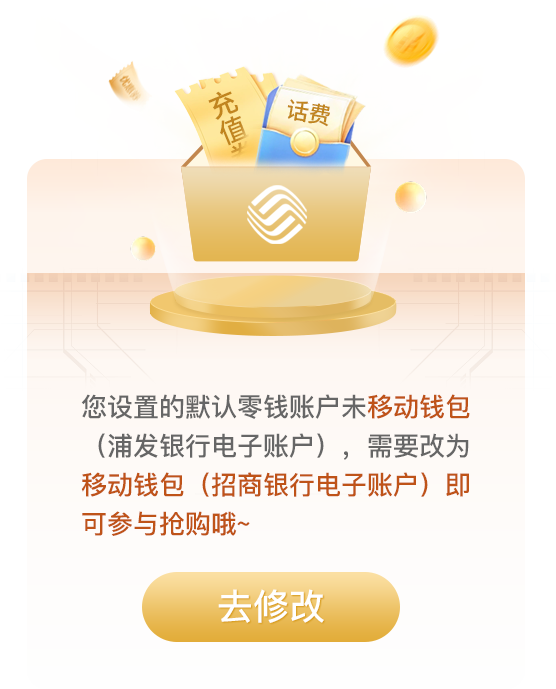 充值
话费
您设置的默认零钱账户未移动钱包
（浦发银行电子账户），需要改为
移动钱包（招商银行电子账户）即
可参与抢购哦~
去修改